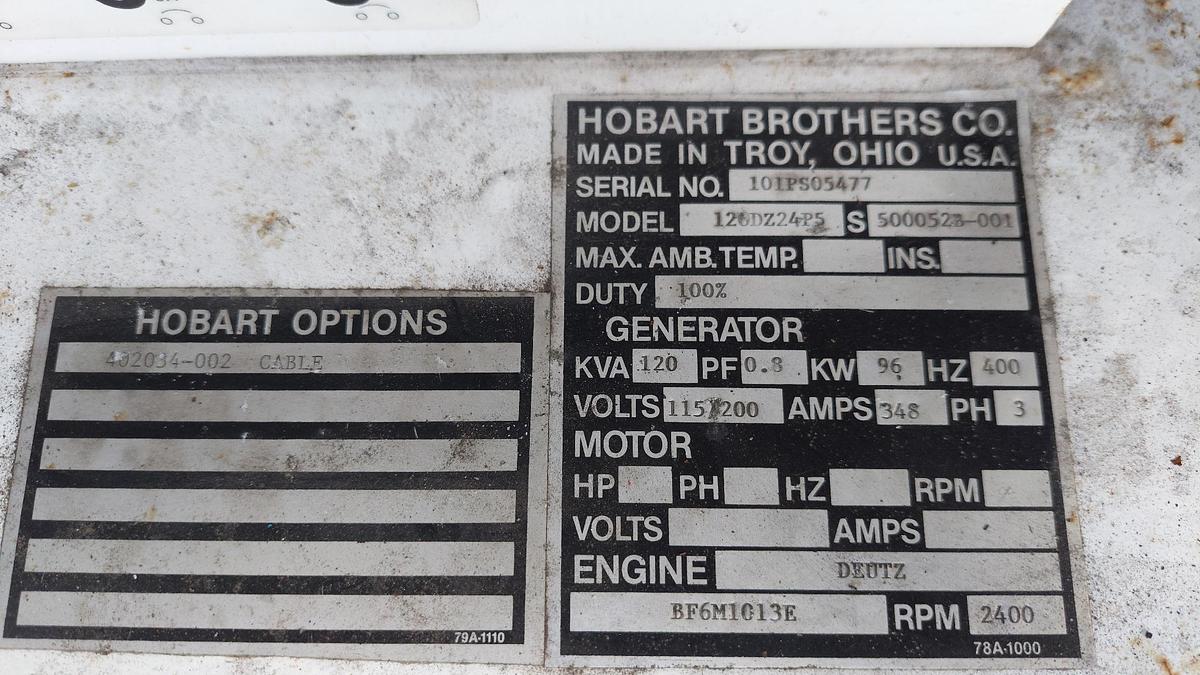 HOBART BROTHERS CO.
MADE IN TROY, OHIO U.S.A.
SERIAL NO. 101PS05477
MODEL 120DZ24P5 S 500052B-001
MAX. AMB. TEMP. INS.
DUTY 100%
GENERATOR
KVA 120 PF 0.8 KW 96 HZ 400
VOLTS 115/200 AMPS 348 PH 3
MOTOR
HP PH HZ RPM
VOLTS AMPS
ENGINE DEUTZ
BF6M1013E RPM 2400
78A-1000
HOBART OPTIONS
402034-002 CABLE
79A-1110